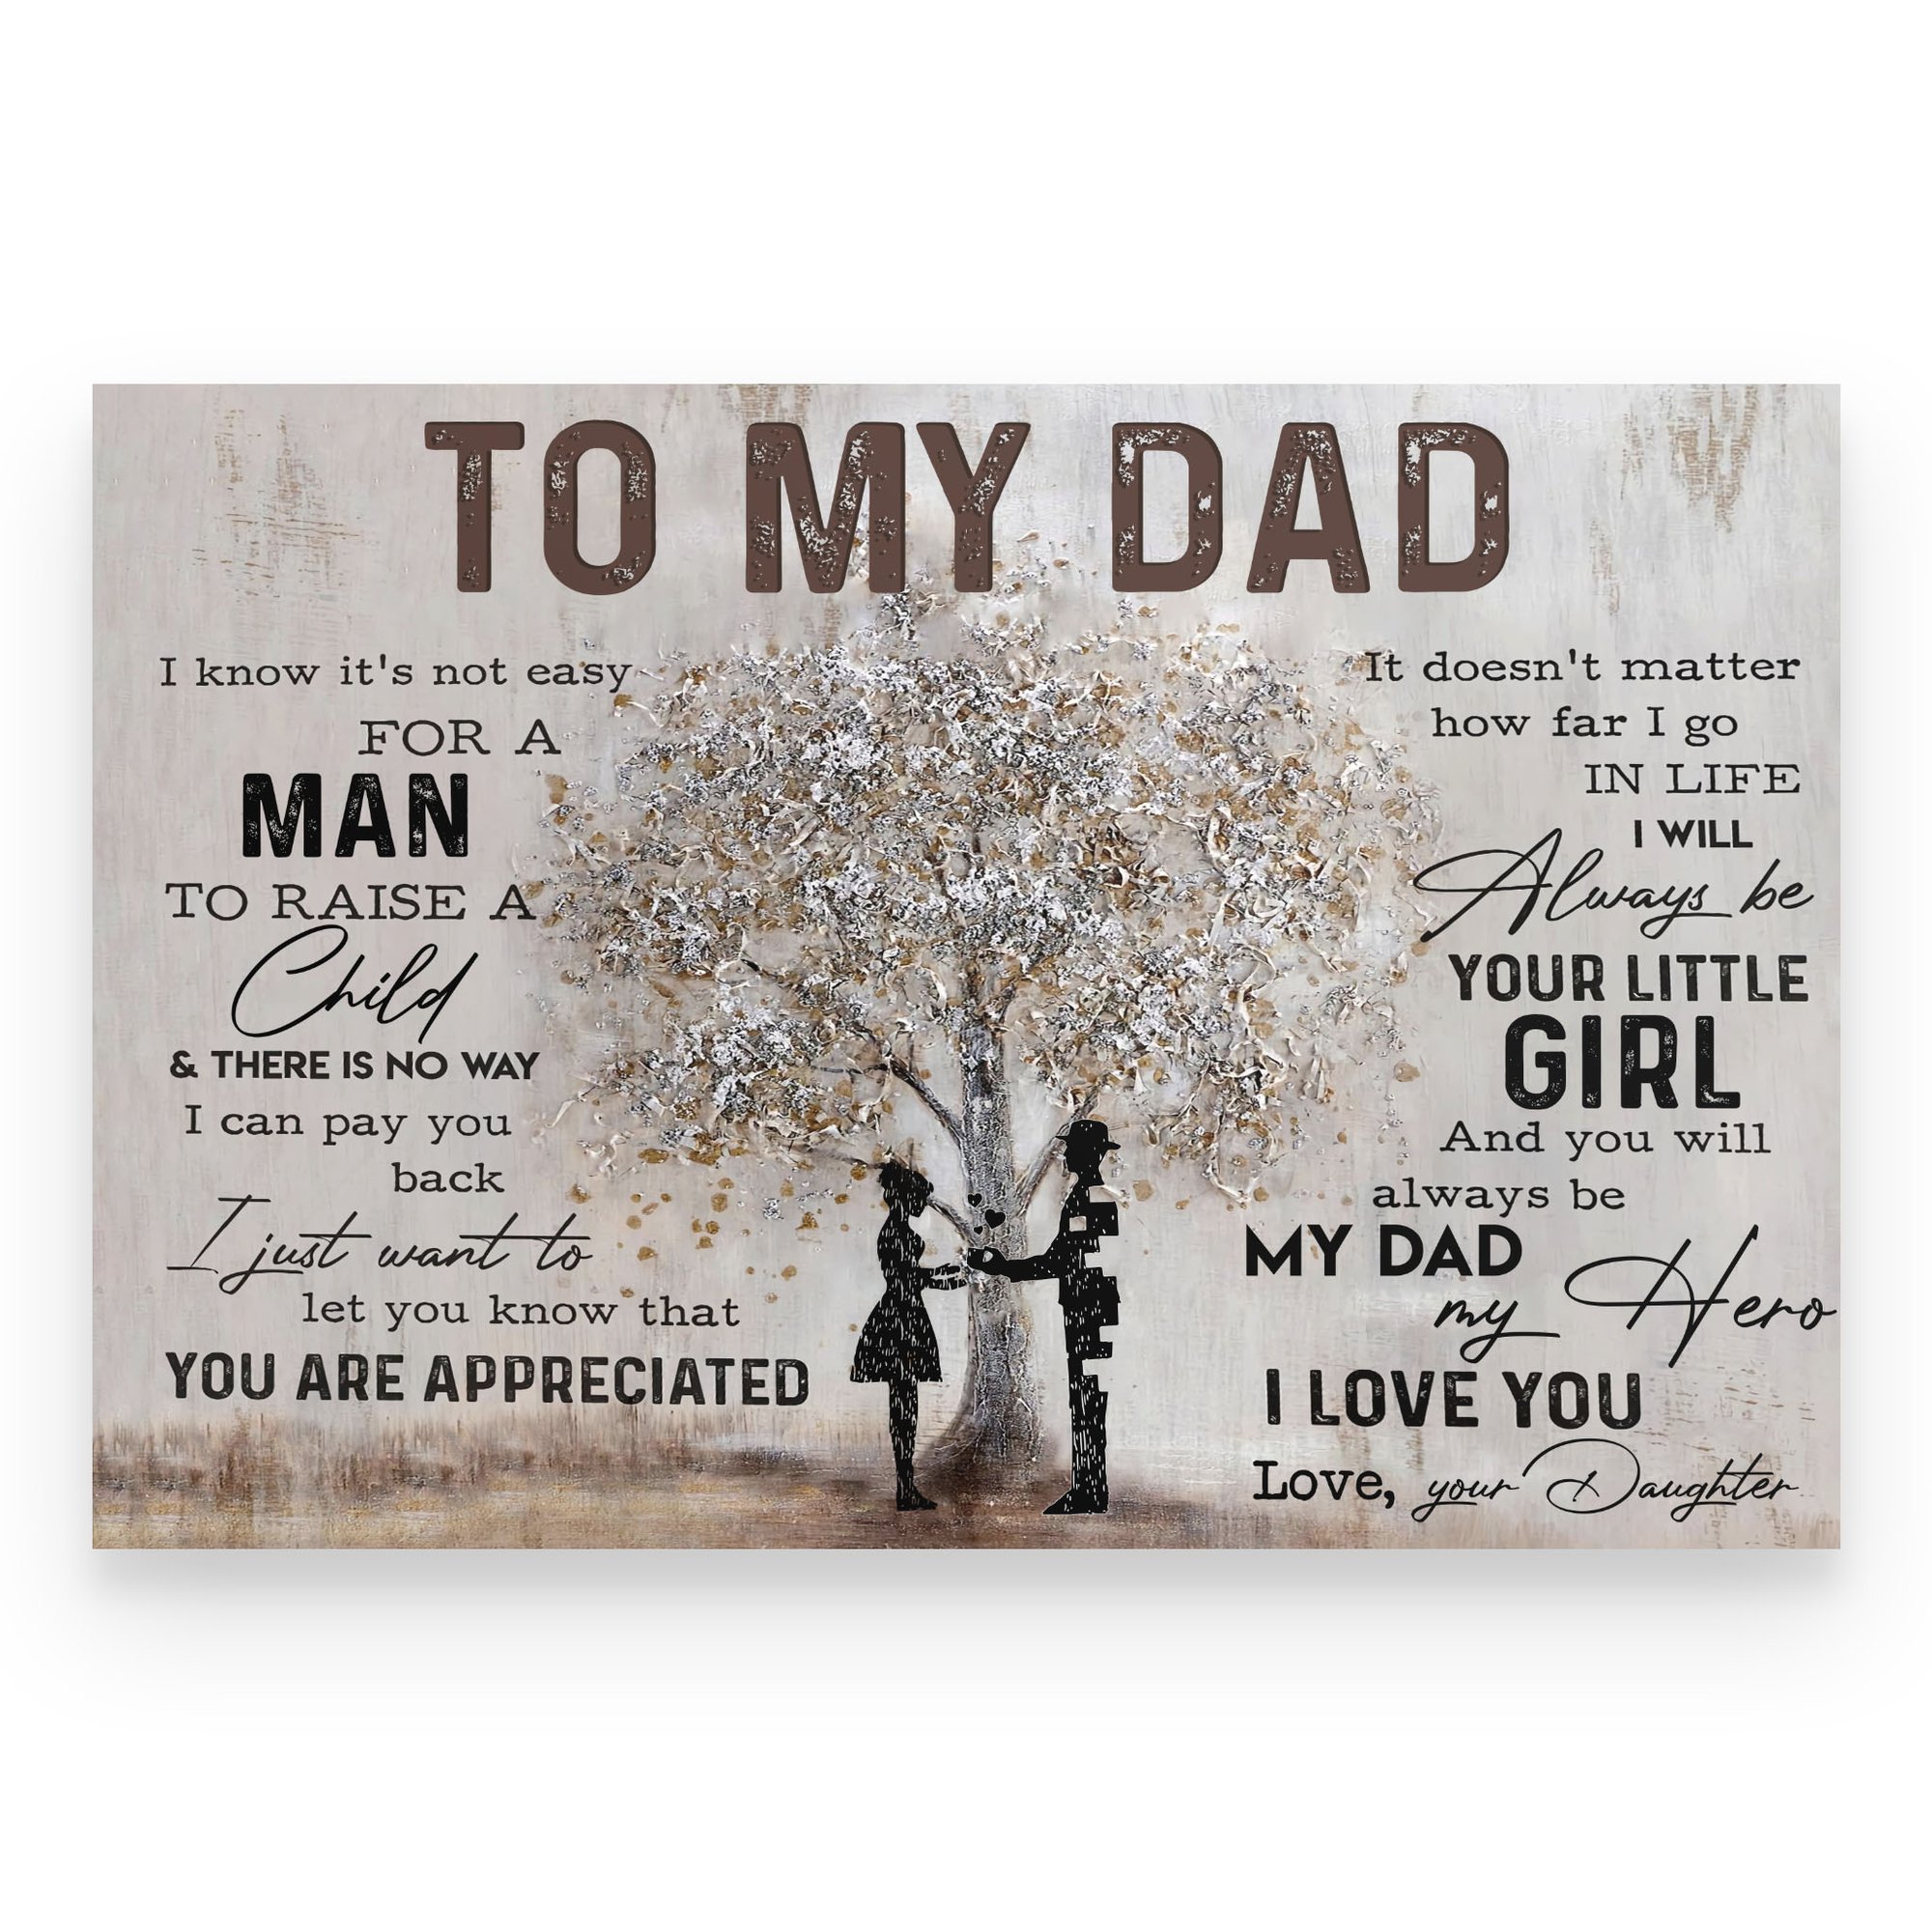 TO MY DAD
I know it's not easy
FOR A
MAN
TO RAISE A
Child
& THERE IS NO WAY
I can pay you
back
I just want to
let you know that
YOU ARE APPRECIATED
It doesn't matter
how far I go
IN LIFE
I WILL
Always be
YOUR LITTLE
GIRL
And you will
always be
MY DAD
my Hero
I LOVE YOU
Love, your Daughter